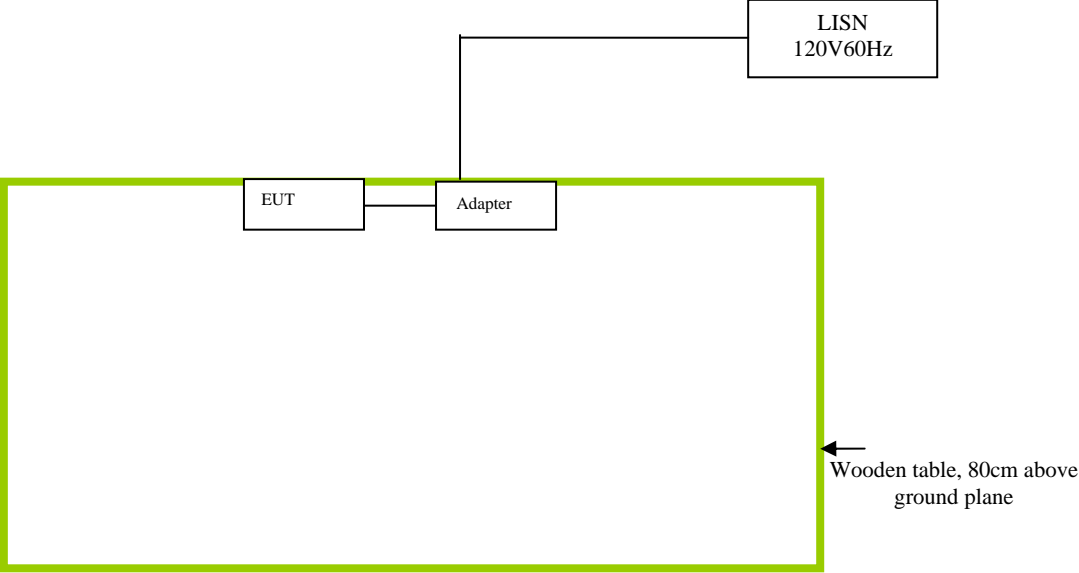 LISN
120V60Hz
EUT
Adapter
Wooden table, 80cm above
ground plane